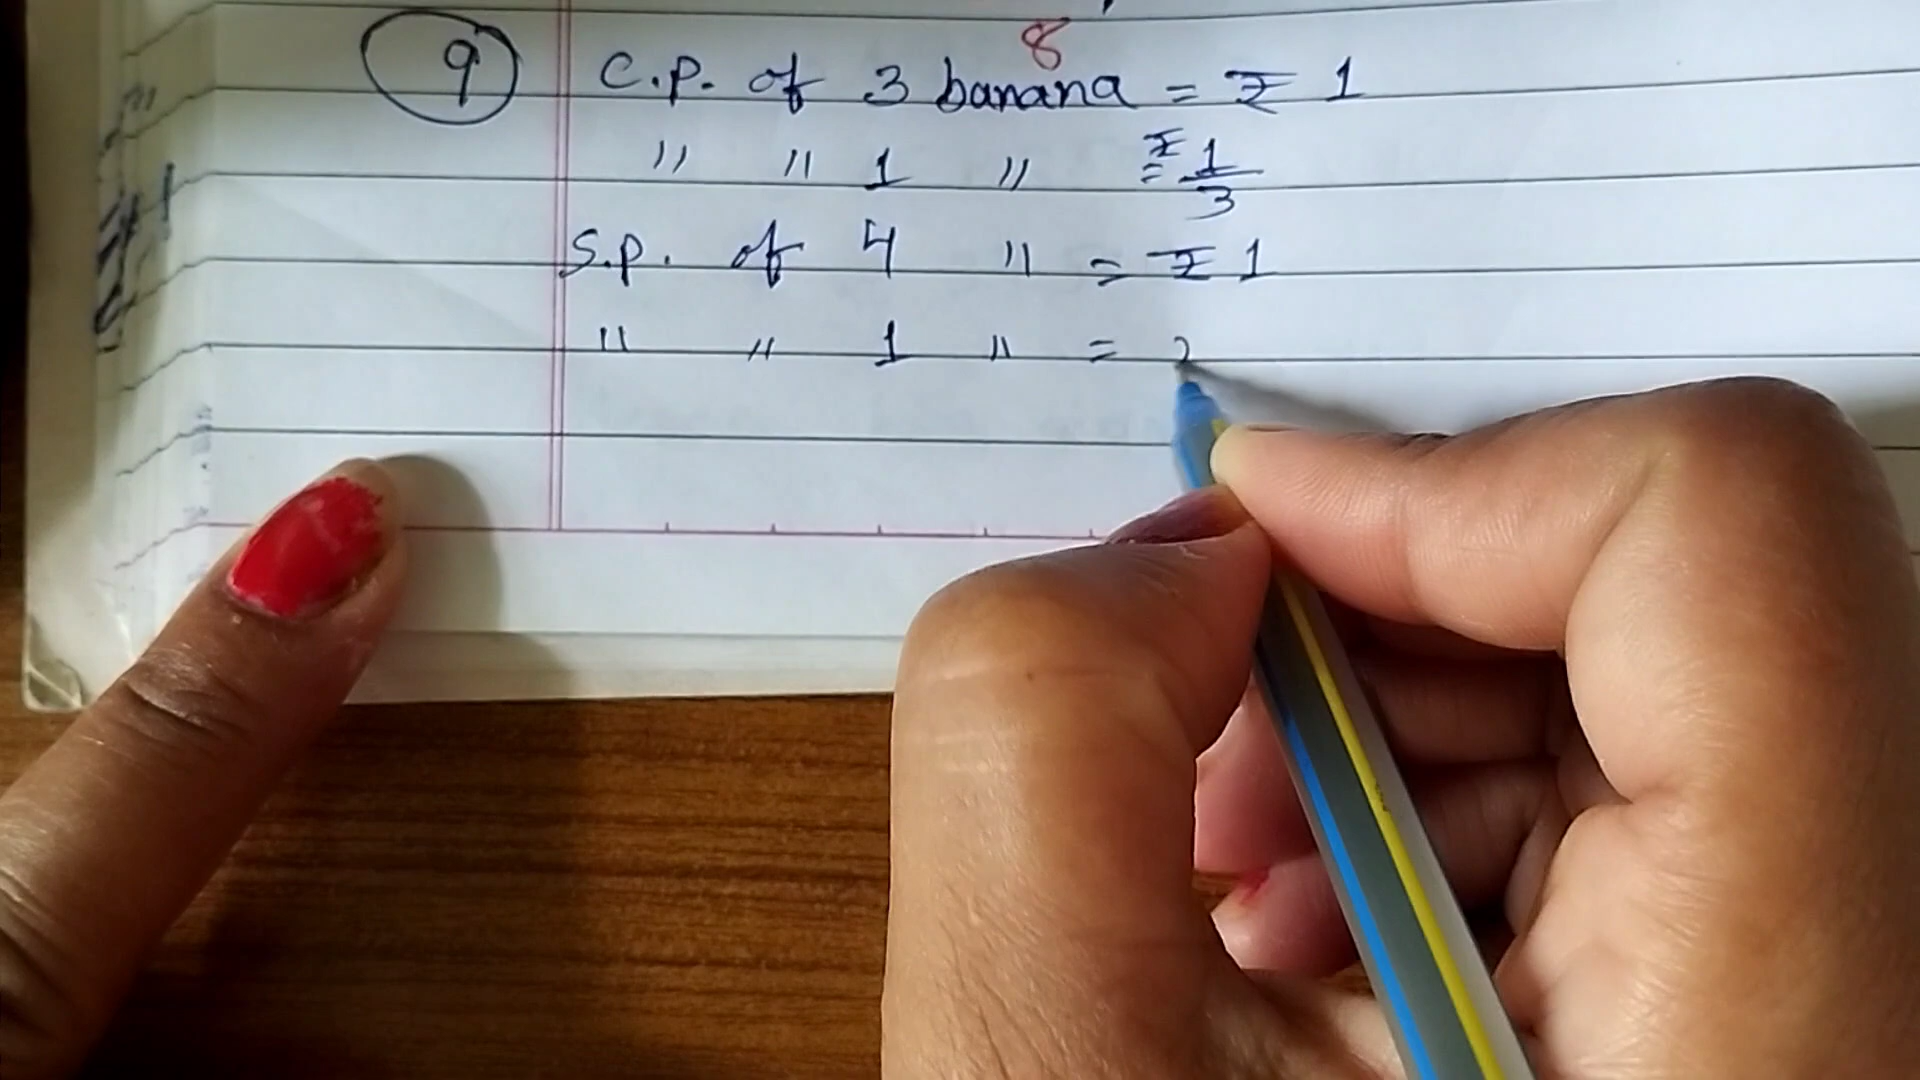 8
9 C.P. of 3 banana = ₹ 1
" " 1 " = ₹ 1/3
S.P. of 4 " = ₹ 1
" " 1 " =